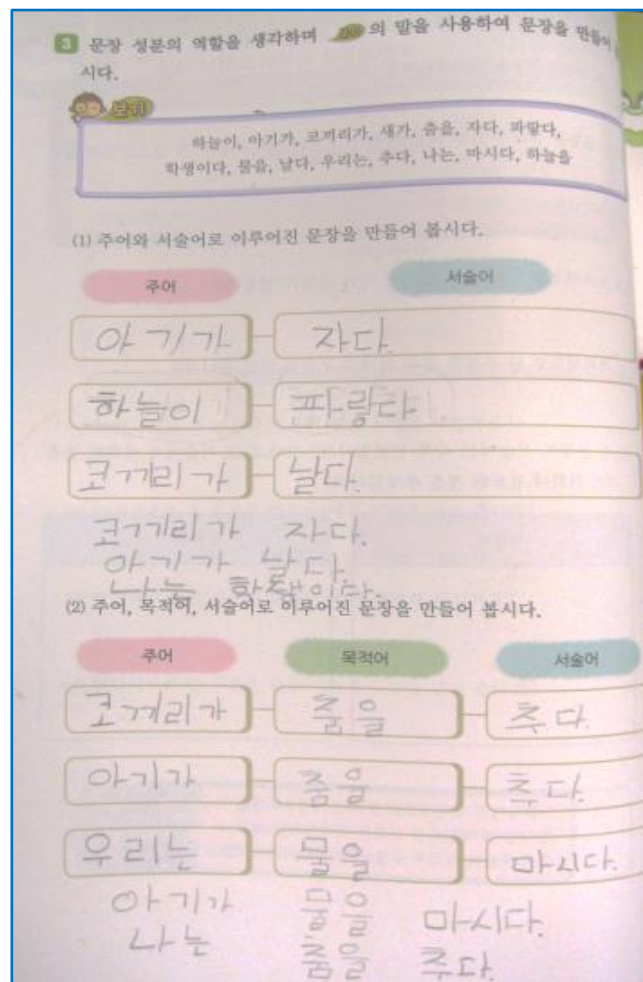 3 문장 성분의 역할을 생각하며 보기 의 말을 사용하여 문장을 만들어
시다.
보기
하늘이, 아기가, 코끼리가, 새가, 춤을, 자다, 파랗다,
학생이다, 물을, 날다, 우리는, 추다, 나는, 마시다, 하늘을
(1) 주어와 서술어로 이루어진 문장을 만들어 봅시다.
주어 서술어
아기가 자다.
하늘이 파랗다.
코끼리가 날다.
코끼리가 자다.
아기가 날다.
나는 학생이다.
(2) 주어, 목적어, 서술어로 이루어진 문장을 만들어 봅시다.
주어 목적어 서술어
코끼리가 춤을 추다.
아기가 춤을 추다.
우리는 물을 마시다.
아기가 물을 마시다.
나는 춤을 추다.